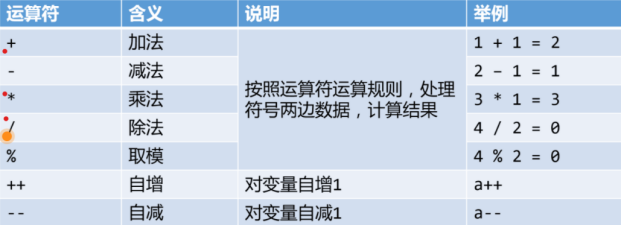 运算符 含义 说明 举例
+ 加法 1 + 1 = 2
- 减法 2 - 1 = 1
* 乘法 按照运算符运算规则，处理 3 * 1 = 3
符号两边数据，计算结果
/ 除法 4 / 2 = 0
% 取模 4 % 2 = 0
++ 自增 对变量自增1 a++
-- 自减 对变量自减1 a--